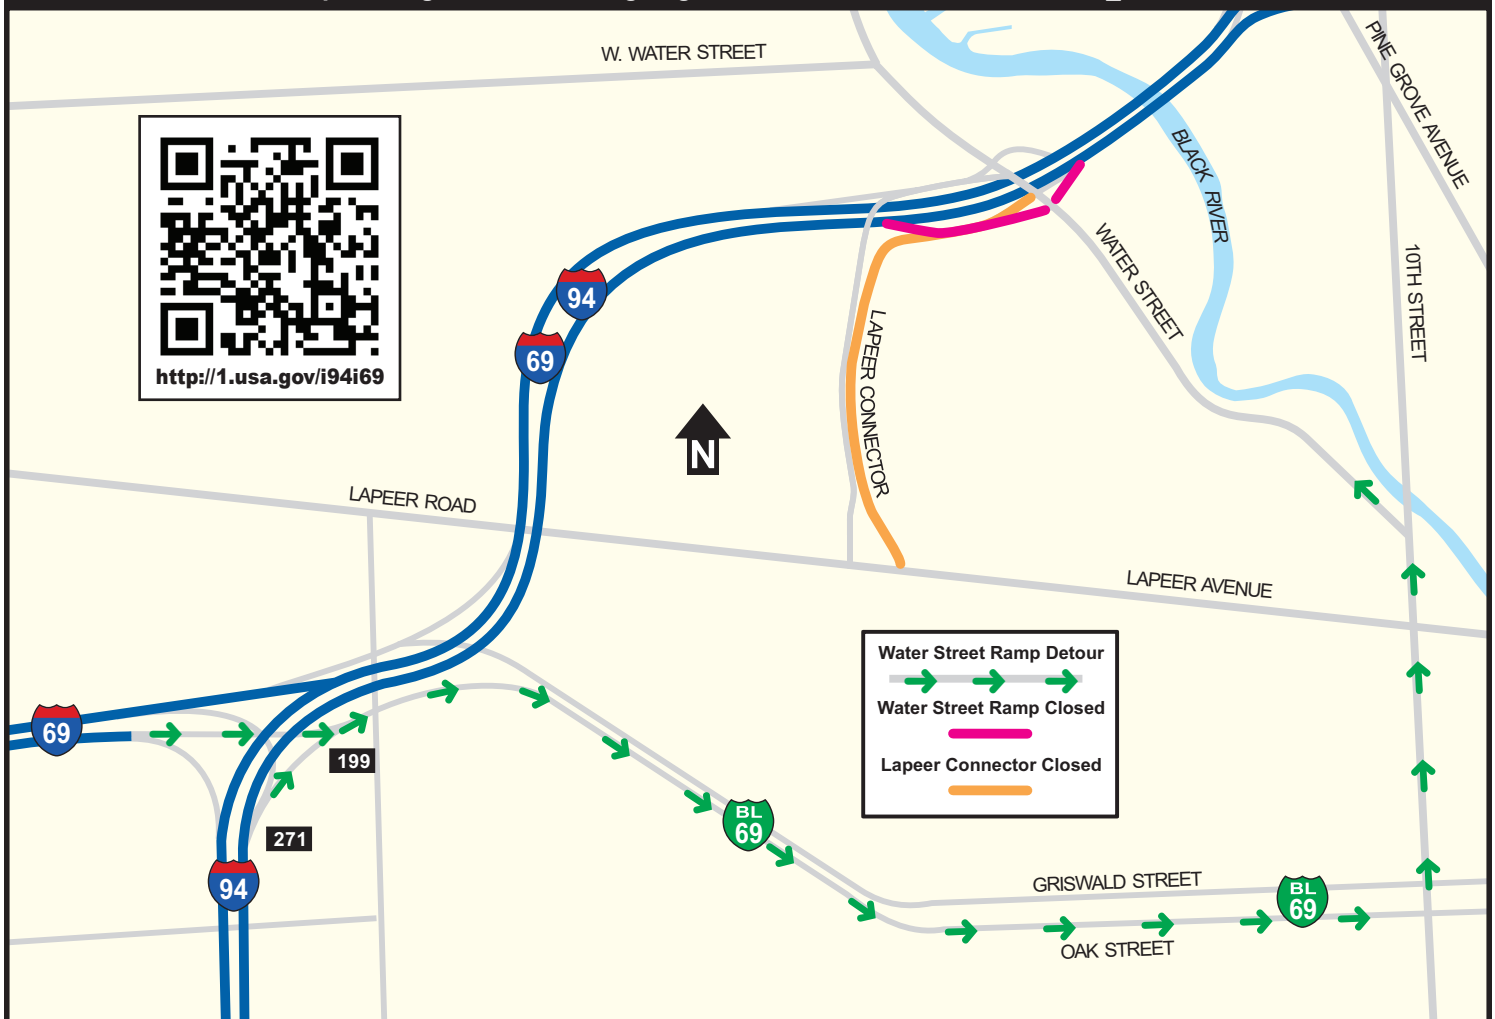 W. WATER STREET
PINE GROVE AVENUE
BLACK RIVER
http://1.usa.gov/i94i69
WATER STREET
10TH STREET
94
69
LAPEER CONNECTOR
N
LAPEER ROAD
LAPEER AVENUE
Water Street Ramp Detour
Water Street Ramp Closed
Lapeer Connector Closed
69
199
271
BL
69
94
GRISWALD STREET
BL
69
OAK STREET